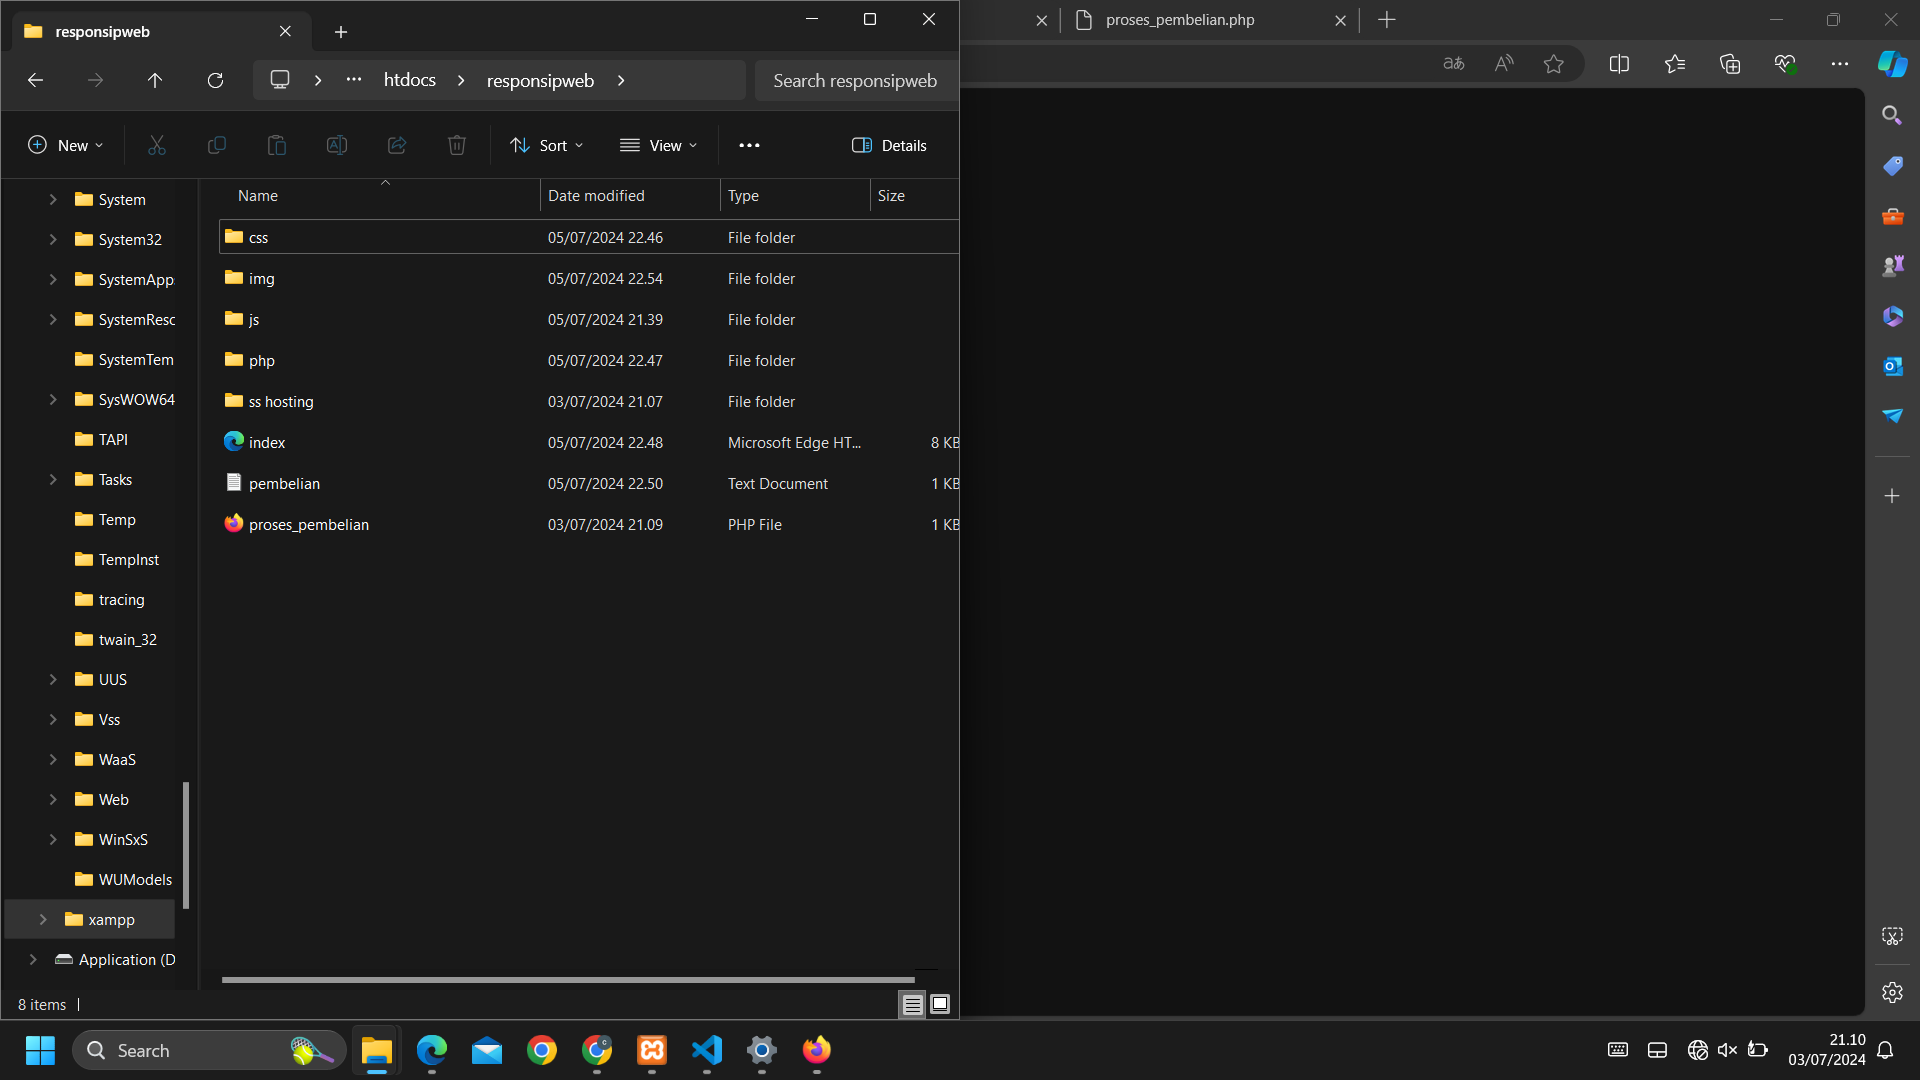 responsipweb
proses_pembelian.php
htdocs
responsipweb
Search responsipweb
aあ
New
Sort
View
Details
Name
Date modified
Type
Size
System
System32
SystemApp
SystemResc
SystemTem
SysWOW64
TAPI
Tasks
Temp
TempInst
tracing
twain_32
UUS
Vss
WaaS
Web
WinSxS
WUModels
xampp
Application (D
css 05/07/2024 22.46 File folder
img 05/07/2024 22.54 File folder
js 05/07/2024 21.39 File folder
php 05/07/2024 22.47 File folder
ss hosting 03/07/2024 21.07 File folder
index 05/07/2024 22.48 Microsoft Edge HT... 8 KB
pembelian 05/07/2024 22.50 Text Document 1 KB
proses_pembelian 03/07/2024 21.09 PHP File 1 KB
8 items
Search
21.10
03/07/2024